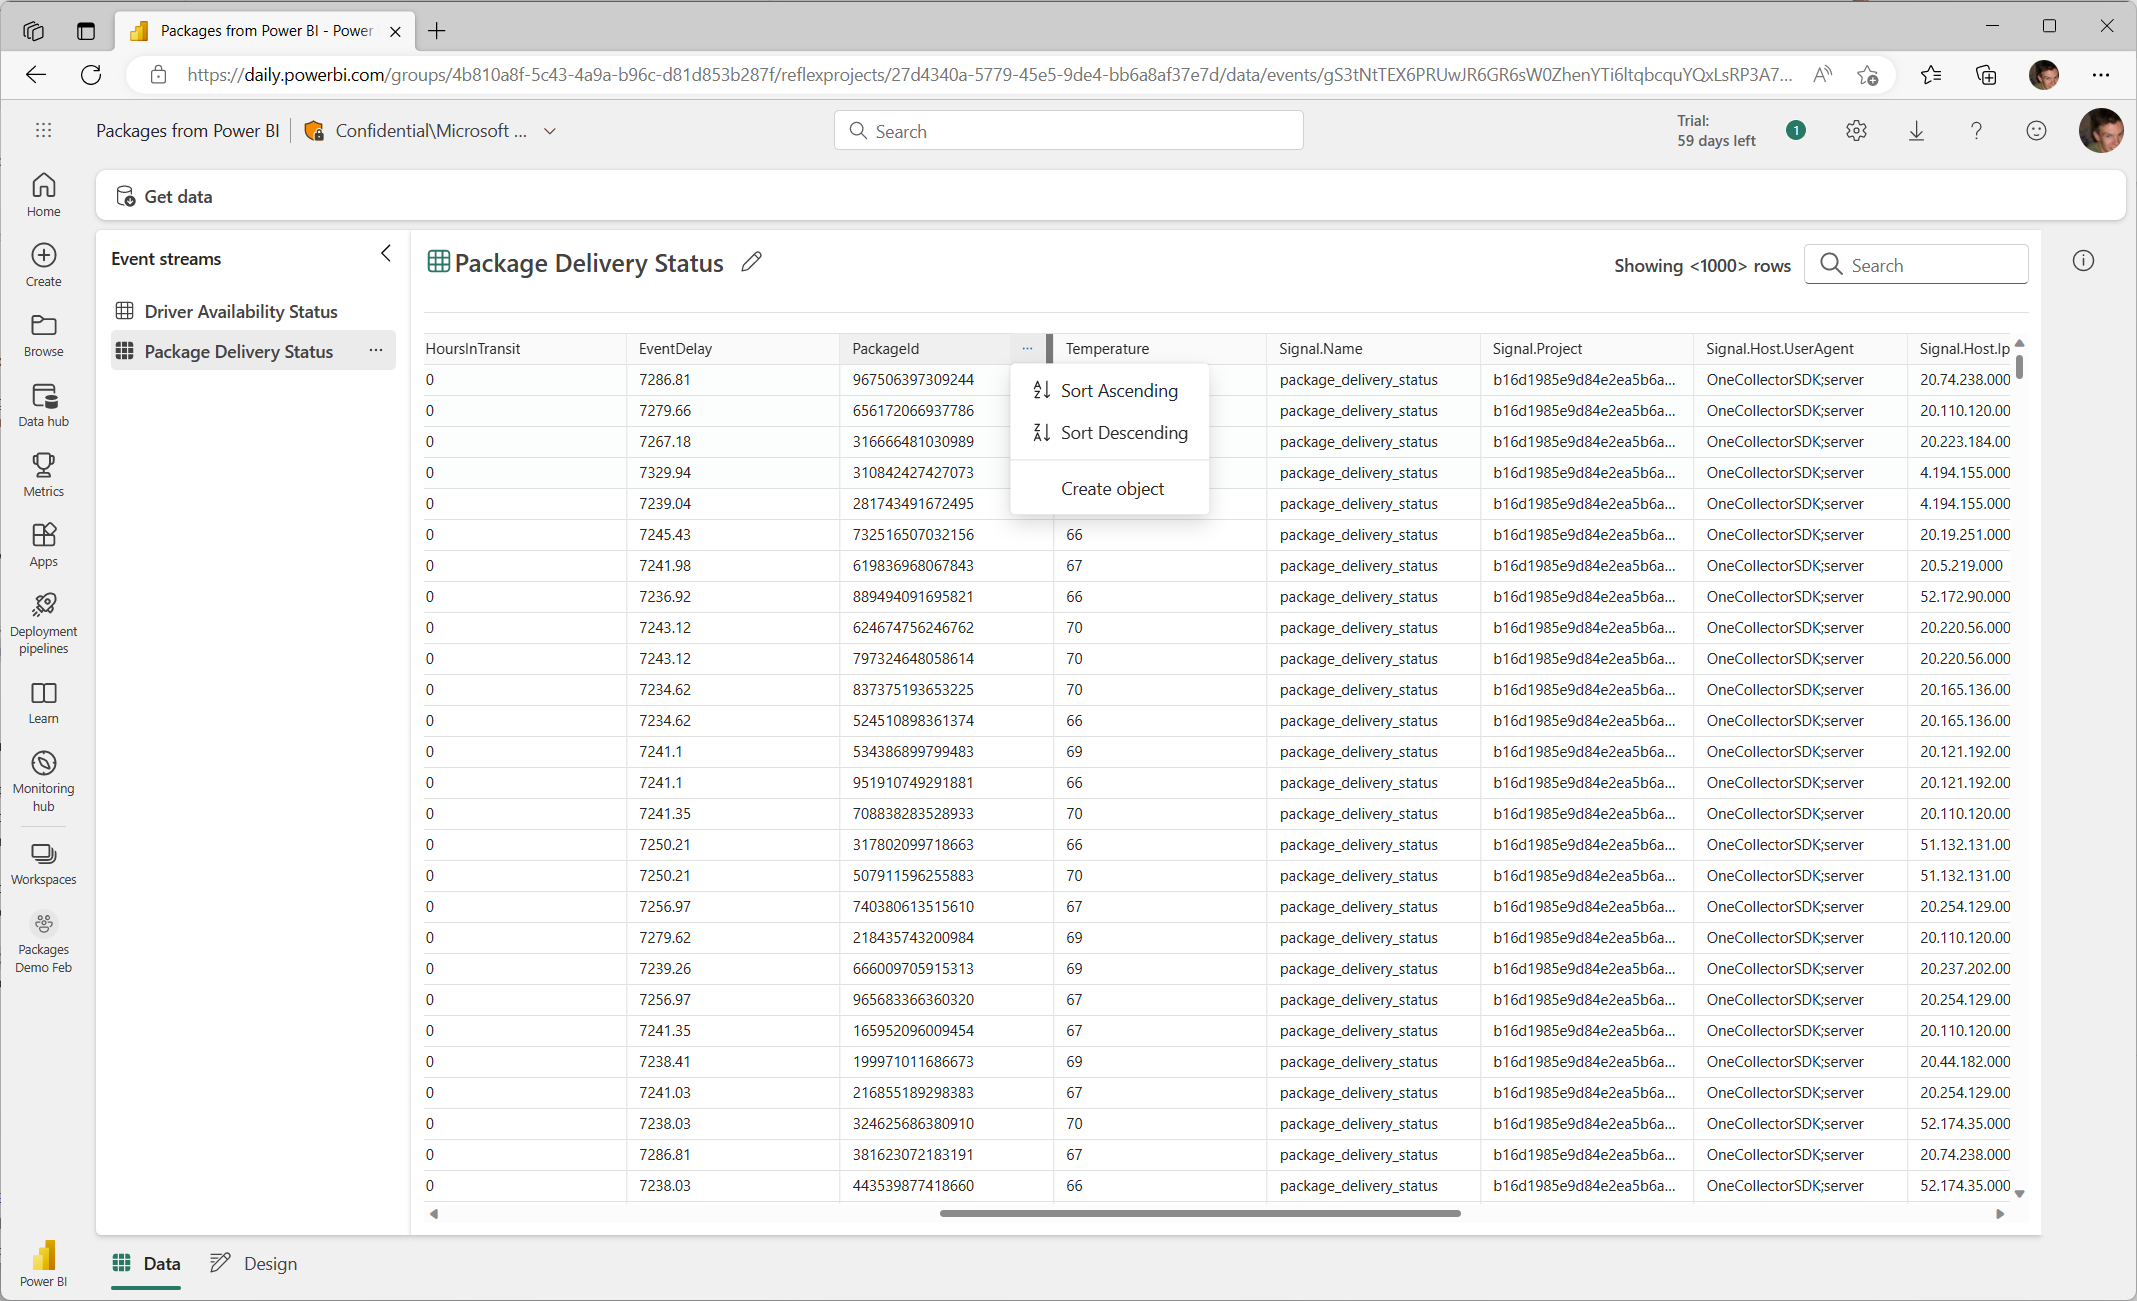 Packages from Power BI - Power
https://daily.powerbi.com/groups/4b810a8f-5c43-4a9a-b96c-d81d853b287f/reflexprojects/27d4340a-5779-45e5-9de4-bb6a8af37e7d/data/events/gS3tNtTEX6PRUwJR6GR6sW0ZhenYTi6ltqbcquYQxLsRP3A7...
Packages from Power BI
Confidential\Microsoft ...
Search
Trial:
59 days left
1
Get data
Home
Create
Browse
Data hub
Metrics
Apps
Deployment
pipelines
Learn
Monitoring
hub
Workspaces
Packages
Demo Feb
Power BI
Event streams
Driver Availability Status
Package Delivery Status ...
Package Delivery Status
Showing <1000> rows
Search
HoursInTransit EventDelay PackageId ... Temperature Signal.Name Signal.Project Signal.Host.UserAgent Signal.Host.Ip
0 7286.81 967506397309244 package_delivery_status b16d1985e9d84e2ea5b6a... OneCollectorSDK;server 20.74.238.000
0 7279.66 656172066937786 package_delivery_status b16d1985e9d84e2ea5b6a... OneCollectorSDK;server 20.110.120.00
0 7267.18 316666481030989 package_delivery_status b16d1985e9d84e2ea5b6a... OneCollectorSDK;server 20.223.184.00
0 7329.94 310842427427073 package_delivery_status b16d1985e9d84e2ea5b6a... OneCollectorSDK;server 4.194.155.000
0 7239.04 281743491672495 package_delivery_status b16d1985e9d84e2ea5b6a... OneCollectorSDK;server 4.194.155.000
Sort Ascending
Sort Descending
Create object
0 7245.43 732516507032156 66 package_delivery_status b16d1985e9d84e2ea5b6a... OneCollectorSDK;server 20.19.251.000
0 7241.98 619836968067843 67 package_delivery_status b16d1985e9d84e2ea5b6a... OneCollectorSDK;server 20.5.219.000
0 7236.92 889494091695821 66 package_delivery_status b16d1985e9d84e2ea5b6a... OneCollectorSDK;server 52.172.90.000
0 7243.12 624674756246762 70 package_delivery_status b16d1985e9d84e2ea5b6a... OneCollectorSDK;server 20.220.56.000
0 7243.12 797324648058614 70 package_delivery_status b16d1985e9d84e2ea5b6a... OneCollectorSDK;server 20.220.56.000
0 7234.62 837375193653225 70 package_delivery_status b16d1985e9d84e2ea5b6a... OneCollectorSDK;server 20.165.136.00
0 7234.62 524510898361374 66 package_delivery_status b16d1985e9d84e2ea5b6a... OneCollectorSDK;server 20.165.136.00
0 7241.1 534386899799483 69 package_delivery_status b16d1985e9d84e2ea5b6a... OneCollectorSDK;server 20.121.192.00
0 7241.1 951910749291881 66 package_delivery_status b16d1985e9d84e2ea5b6a... OneCollectorSDK;server 20.121.192.00
0 7241.35 708838283528933 70 package_delivery_status b16d1985e9d84e2ea5b6a... OneCollectorSDK;server 20.110.120.00
0 7250.21 317802099718663 66 package_delivery_status b16d1985e9d84e2ea5b6a... OneCollectorSDK;server 51.132.131.00
0 7250.21 507911596255883 70 package_delivery_status b16d1985e9d84e2ea5b6a... OneCollectorSDK;server 51.132.131.00
0 7256.97 740380613515610 67 package_delivery_status b16d1985e9d84e2ea5b6a... OneCollectorSDK;server 20.254.129.00
0 7279.62 218435743200984 69 package_delivery_status b16d1985e9d84e2ea5b6a... OneCollectorSDK;server 20.110.120.00
0 7239.26 666009705915313 69 package_delivery_status b16d1985e9d84e2ea5b6a... OneCollectorSDK;server 20.237.202.00
0 7256.97 965683366360320 67 package_delivery_status b16d1985e9d84e2ea5b6a... OneCollectorSDK;server 20.254.129.00
0 7241.35 165952096009454 67 package_delivery_status b16d1985e9d84e2ea5b6a... OneCollectorSDK;server 20.110.120.00
0 7238.41 199971011686673 69 package_delivery_status b16d1985e9d84e2ea5b6a... OneCollectorSDK;server 20.44.182.000
0 7241.03 216855189298383 67 package_delivery_status b16d1985e9d84e2ea5b6a... OneCollectorSDK;server 20.254.129.00
0 7238.03 324625686380910 70 package_delivery_status b16d1985e9d84e2ea5b6a... OneCollectorSDK;server 52.174.35.000
0 7286.81 381623072183191 67 package_delivery_status b16d1985e9d84e2ea5b6a... OneCollectorSDK;server 20.74.238.000
0 7238.03 443539877418660 66 package_delivery_status b16d1985e9d84e2ea5b6a... OneCollectorSDK;server 52.174.35.000
Data
Design